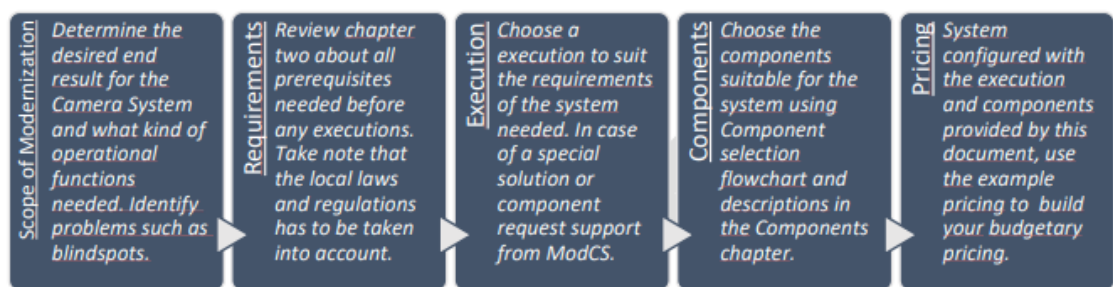 Scope of Modernization
Determine the
desired end
result for the
Camera System
and what kind of
operational
functions
needed. Identify
problems such as
blindspots.
Requirements
Review chapter
two about all
prerequisites
needed before
any executions.
Take note that
the local laws
and regulations
has to be taken
into account.
Execution
Choose a
execution to suit
the requirements
of the system
needed. In case
of a special
solution or
component
request support
from ModCS.
Components
Choose the
components
suitable for the
system using
Component
selection
flowchart and
descriptions in
the Components
chapter.
Pricing
System
configured with
the execution
and components
provided by this
document, use
the example
pricing to build
your budgetary
pricing.